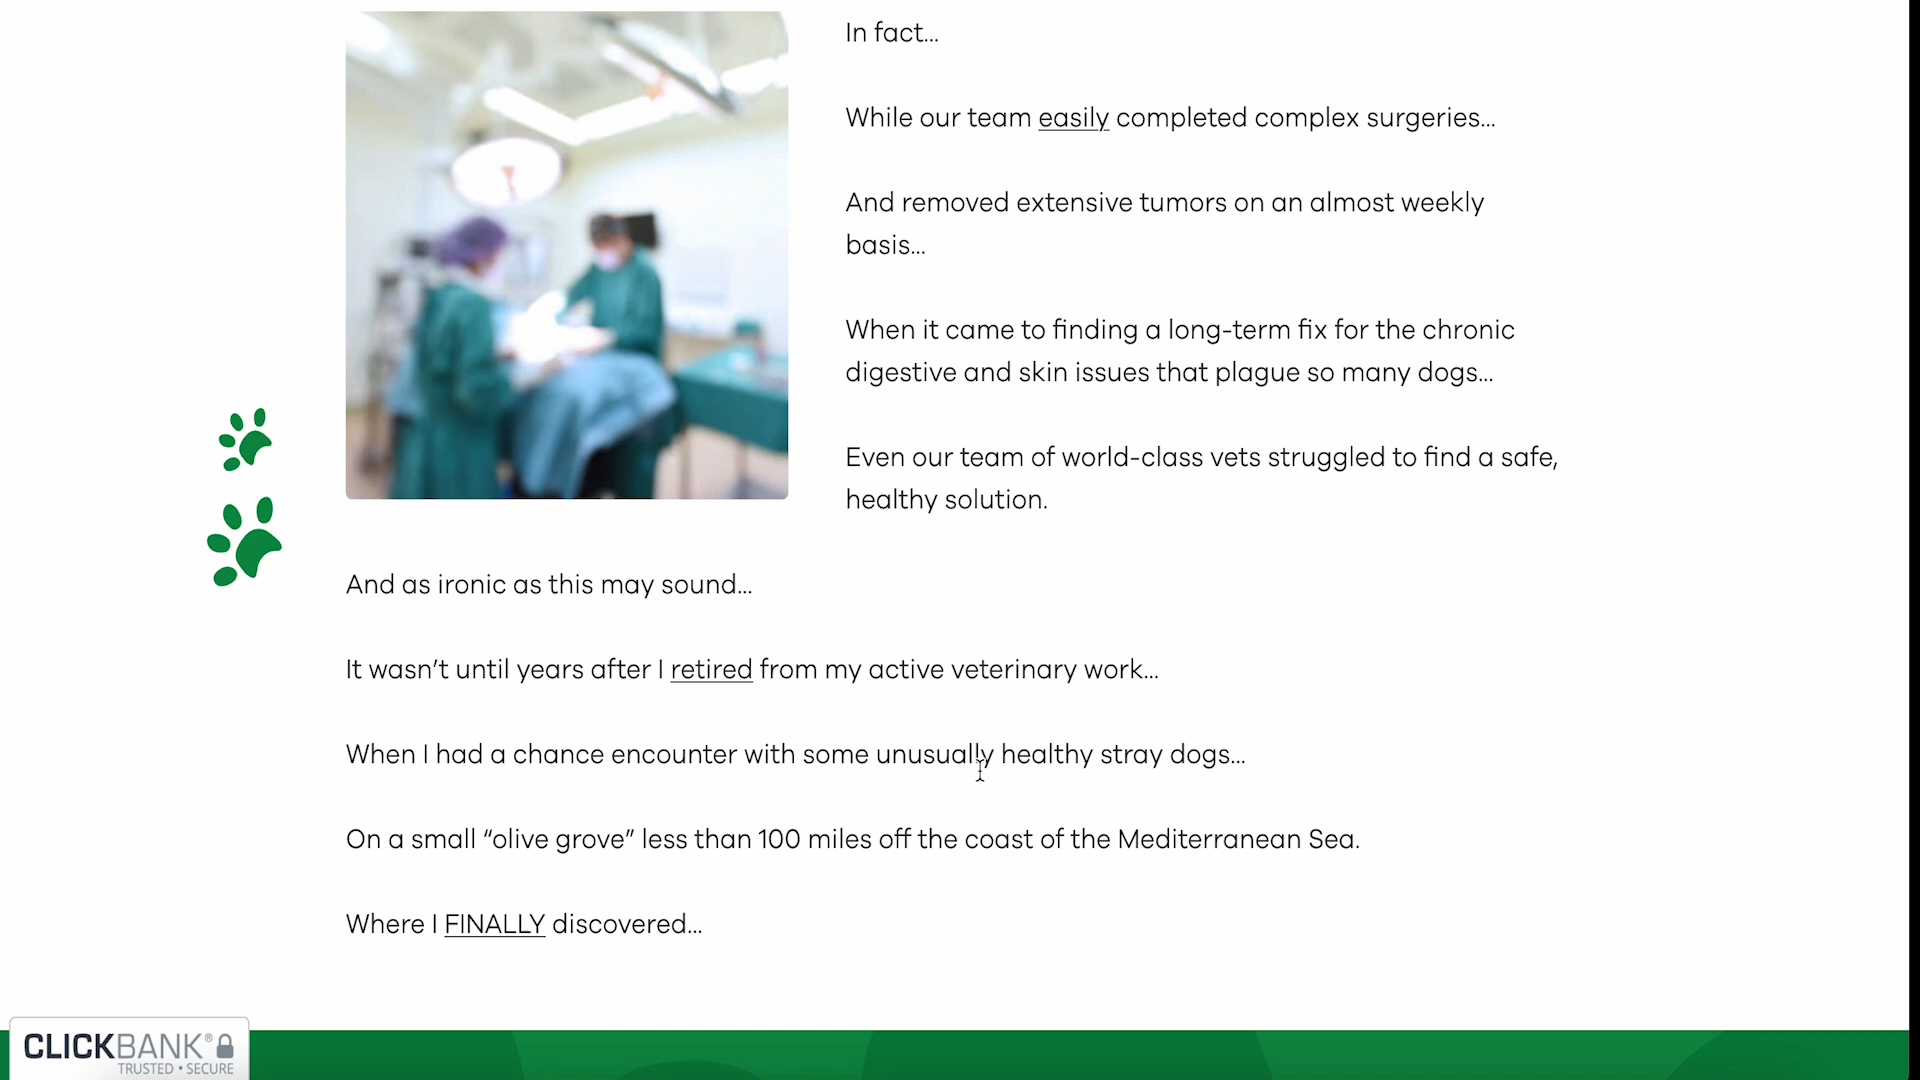 In fact...
While our team easily completed complex surgeries...
And removed extensive tumors on an almost weekly
basis...
When it came to finding a long-term fix for the chronic
digestive and skin issues that plague so many dogs...
Even our team of world-class vets struggled to find a safe,
healthy solution.
And as ironic as this may sound...
It wasn’t until years after I retired from my active veterinary work...
When I had a chance encounter with some unusually healthy stray dogs...
On a small “olive grove” less than 100 miles off the coast of the Mediterranean Sea.
Where I FINALLY discovered...
CLICKBANK®
TRUSTED • SECURE